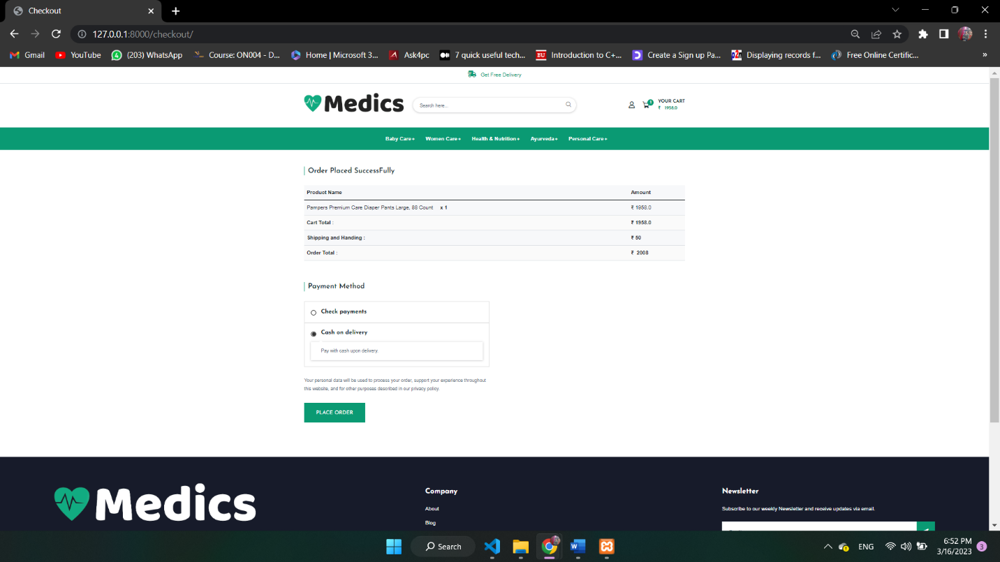 Checkout
127.0.0.1:8000/checkout/
Gmail YouTube (203) WhatsApp Course: ON004 - D... Home | Microsoft 3... Ask4pc 7 quick useful tech... BU Introduction to C+... Create a Sign up Pa... Displaying records f... Free Online Certific... »
Get Free Delivery
Medics
Search here...
1
YOUR CART
₹ 1958.0
Baby Care+ Women Care+ Health & Nutrition+ Ayurveda+ Personal Care+
Order Placed SuccessFully
Product Name Amount
Pampers Premium Care Diaper Pants Large, 88 Count x 1 ₹ 1958.0
Cart Total : ₹ 1958.0
Shipping and Handing : ₹ 50
Order Total : ₹ 2008
Payment Method
Check payments
Cash on delivery
Pay with cash upon delivery.
Your personal data will be used to process your order, support your experience throughout
this website, and for other purposes described in our privacy policy.
PLACE ORDER
Medics
Company
About
Blog
Newsletter
Subscribe to our weekly Newsletter and receive updates via email.
Search
ENG
6:52 PM
3/16/2023
3